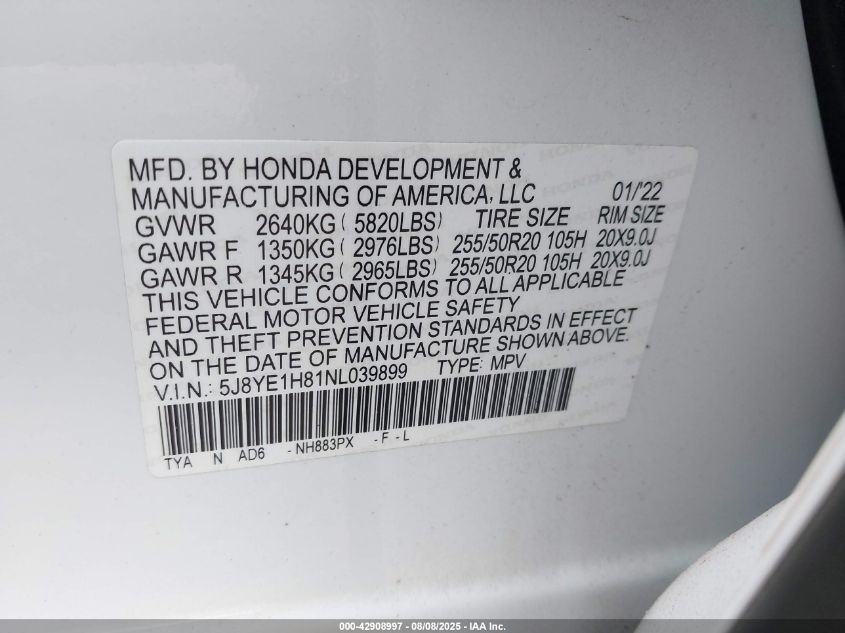 MFD. BY HONDA DEVELOPMENT &
MANUFACTURING OF AMERICA, LLC 01/'22
GVWR 2640KG ( 5820LBS) TIRE SIZE RIM SIZE
GAWR F 1350KG ( 2976LBS) 255/50R20 105H 20X9.0J
GAWR R 1345KG ( 2965LBS) 255/50R20 105H 20X9.0J
THIS VEHICLE CONFORMS TO ALL APPLICABLE
FEDERAL MOTOR VEHICLE SAFETY
AND THEFT PREVENTION STANDARDS IN EFFECT
ON THE DATE OF MANUFACTURE SHOWN ABOVE.
V.I.N.: 5J8YE1H81NL039899 TYPE: MPV
TYA N AD6 -NH883PX -F -L
000-42908997 - 08/08/2025 - IAA Inc.